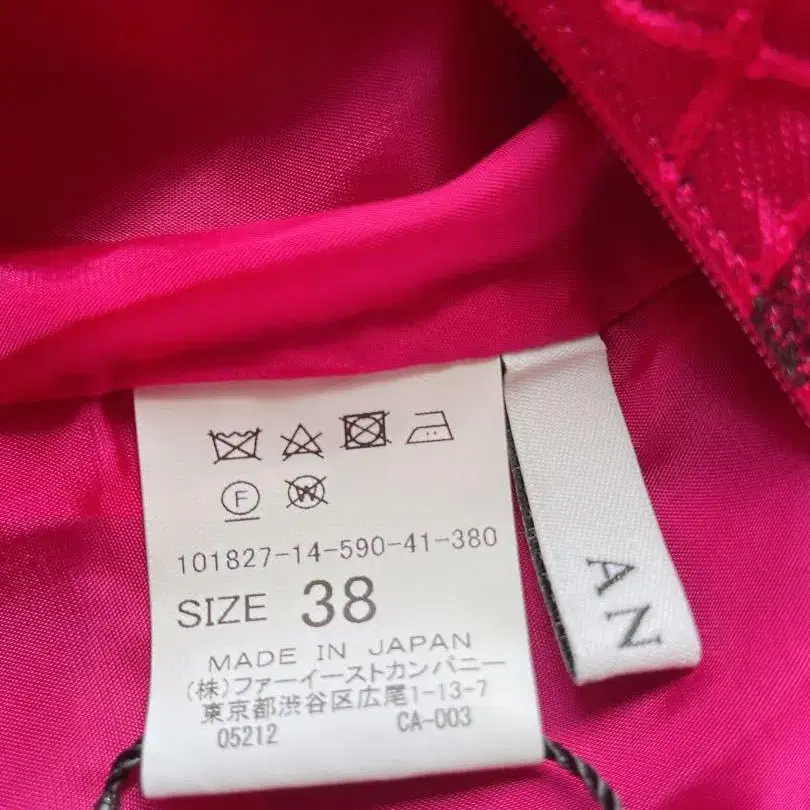 F
W
101827-14-590-41-380
SIZE 38
MADE IN JAPAN
(株)ファーイーストカンパニー
東京都渋谷区広尾1-13-7
05212 CA-003
AN